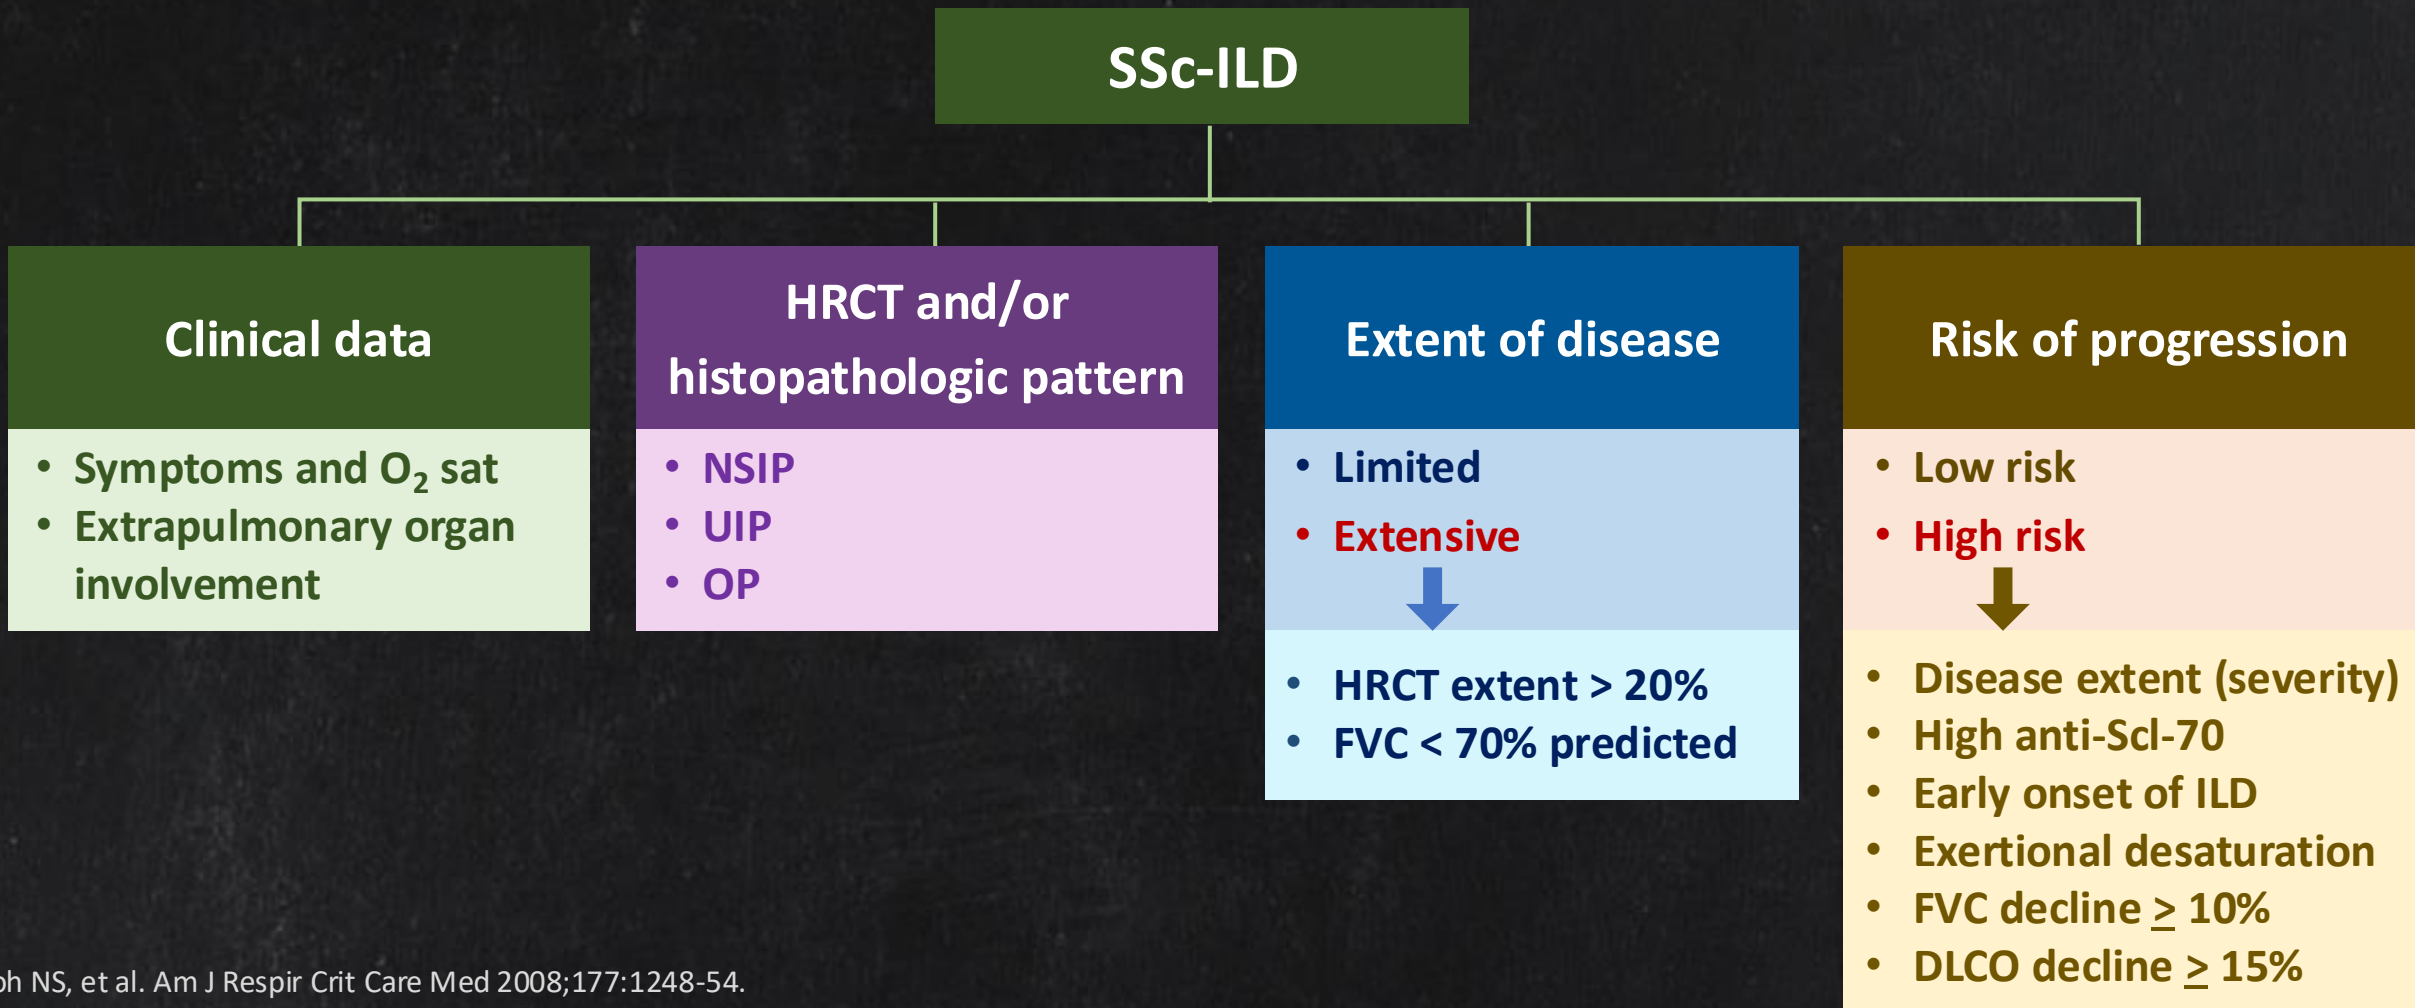 SSc-ILD
Clinical data
• Symptoms and O₂ sat
• Extrapulmonary organ
involvement
HRCT and/or
histopathologic pattern
• NSIP
• UIP
• OP
Extent of disease
• Limited
• Extensive
• HRCT extent > 20%
• FVC < 70% predicted
Risk of progression
• Low risk
• High risk
• Disease extent (severity)
• High anti-Scl-70
• Early onset of ILD
• Exertional desaturation
• FVC decline ≥ 10%
• DLCO decline ≥ 15%
NS, et al. Am J Respir Crit Care Med 2008;177:1248-54.